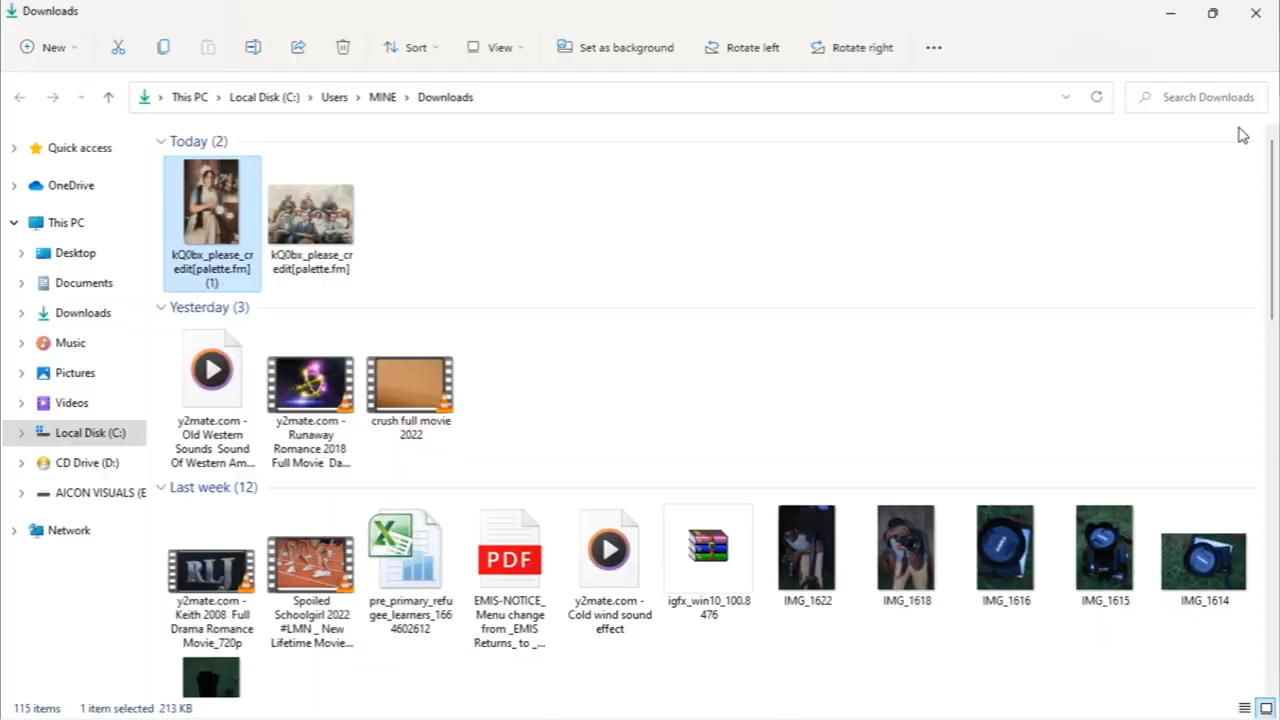 Downloads
New
Sort
View
Set as background
Rotate left
Rotate right
This PC
Local Disk (C:)
Users
MINE
Downloads
Search Downloads
Quick access
OneDrive
This PC
Desktop
Documents
Downloads
Music
Pictures
Videos
Local Disk (C:)
CD Drive (D:)
AICON VISUALS (E
Network
Today (2)
kQ0bx_please_cr
edit[palette.fm]
(1)
kQ0bx_please_cr
edit[palette.fm]
Yesterday (3)
y2mate.com -
Old Western
Sounds Sound
Of Western Am...
y2mate.com -
Runaway
Romance 2018
Full Movie Da...
crush full movie
2022
Last week (12)
RLJ
y2mate.com -
Keith 2008 Full
Drama Romance
Movie_720p
Spoiled
Schoolgirl 2022
#LMN _ New
Lifetime Movie...
pre_primary_refu
gee_learners_166
4602612
PDF
EMIS-NOTICE_
Menu change
from _EMIS
Returns_ to _...
y2mate.com -
Cold wind sound
effect
igfx_win10_100.8
476
IMG_1622
IMG_1618
IMG_1616
IMG_1615
IMG_1614
115 items
1 item selected 213 KB